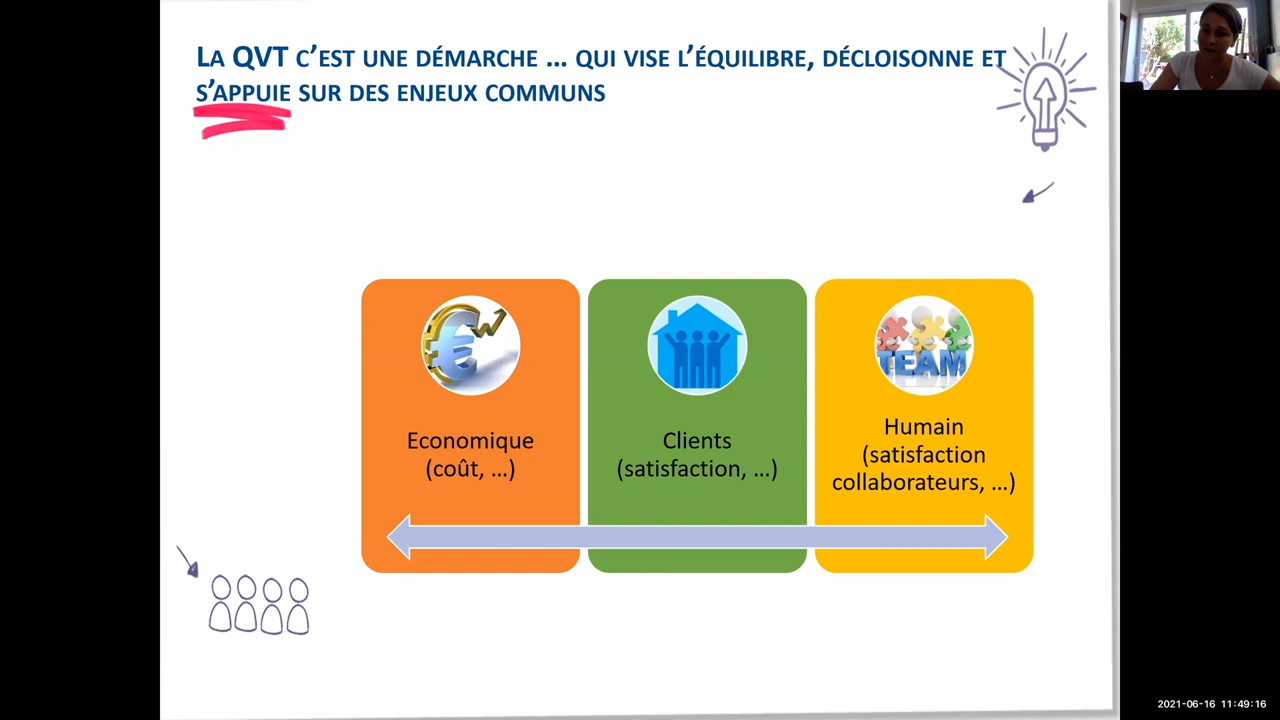 LA QVT C'EST UNE DÉMARCHE ... QUI VISE L'ÉQUILIBRE, DÉCLOISONNE ET
S'APPUIE SUR DES ENJEUX COMMUNS
Economique
(coût, ...)
Clients
(satisfaction, ...)
TEAM
Humain
(satisfaction
collaborateurs, ...)
2021-06-16 11:49:16